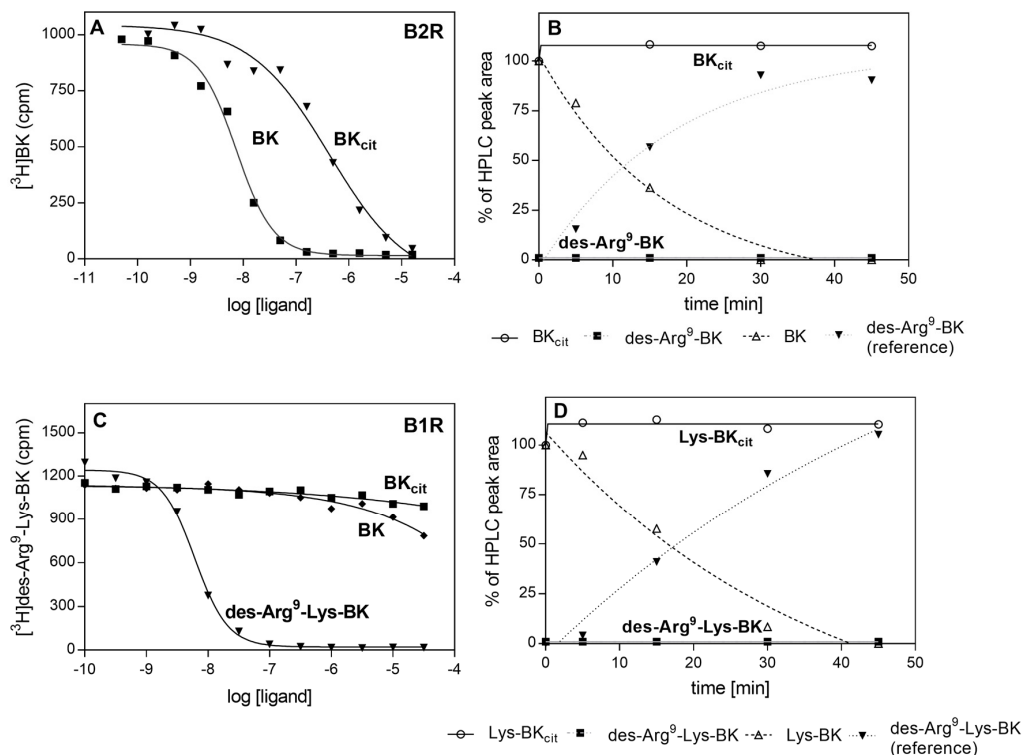 A
B2R
[³H]BK (cpm)
1000
750
500
250
0
BK
BKcit
-11 -10 -9 -8 -7 -6 -5 -4
log [ligand]
B
% of HPLC peak area
100
75
50
25
0
BKcit
des-Arg⁹-BK
0 10 20 30 40 50
time [min]
BKcit des-Arg⁹-BK BK des-Arg⁹-BK
(reference)
C
B1R
[³H]des-Arg⁹-Lys-BK (cpm)
1500
1200
900
600
300
0
BKcit
BK
des-Arg⁹-Lys-BK
-10 -9 -8 -7 -6 -5 -4
log [ligand]
D
% of HPLC peak area
100
75
50
25
0
Lys-BKcit
des-Arg⁹-Lys-BK
0 10 20 30 40 50
time [min]
Lys-BKcit des-Arg⁹-Lys-BK Lys-BK des-Arg⁹-Lys-BK
(reference)